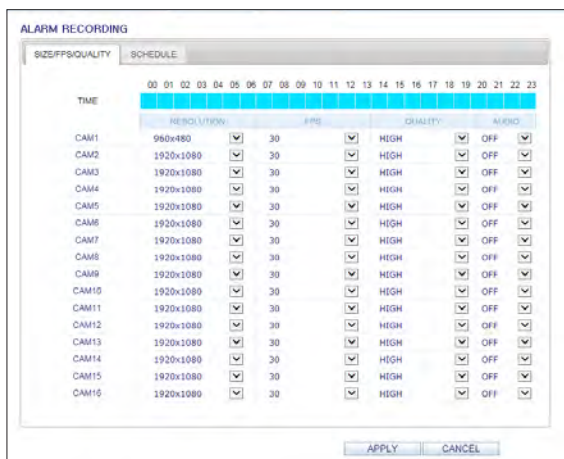 ALARM RECORDING
SIZE/FPS/QUALITY SCHEDULE
00 01 02 03 04 05 06 07 08 09 10 11 12 13 14 15 16 17 18 19 20 21 22 23
TIME
RESOLUTION FPS QUALITY AUDIO
CAM1 960x480 30 HIGH OFF
CAM2 1920x1080 30 HIGH OFF
CAM3 1920x1080 30 HIGH OFF
CAM4 1920x1080 30 HIGH OFF
CAM5 1920x1080 30 HIGH OFF
CAM6 1920x1080 30 HIGH OFF
CAM7 1920x1080 30 HIGH OFF
CAM8 1920x1080 30 HIGH OFF
CAM9 1920x1080 30 HIGH OFF
CAM10 1920x1080 30 HIGH OFF
CAM11 1920x1080 30 HIGH OFF
CAM12 1920x1080 30 HIGH OFF
CAM13 1920x1080 30 HIGH OFF
CAM14 1920x1080 30 HIGH OFF
CAM15 1920x1080 30 HIGH OFF
CAM16 1920x1080 30 HIGH OFF
APPLY CANCEL